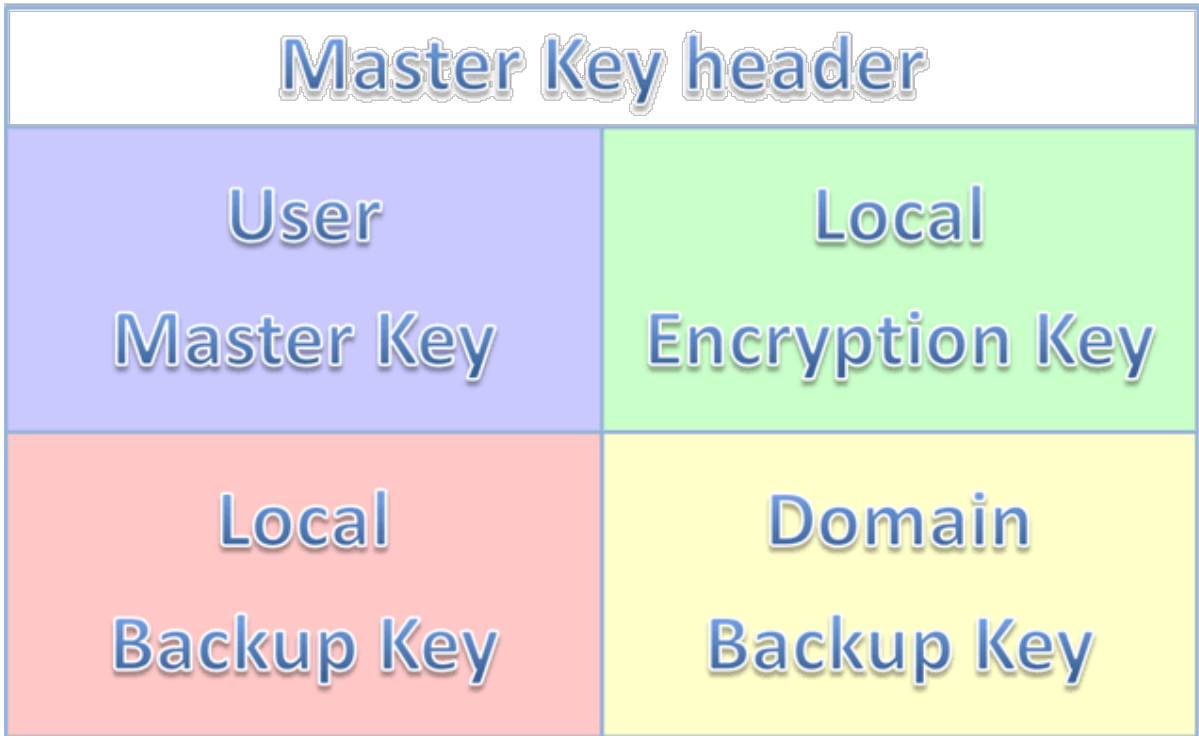 Master Key header
User
Master Key
Local
Encryption Key
Local
Backup Key
Domain
Backup Key